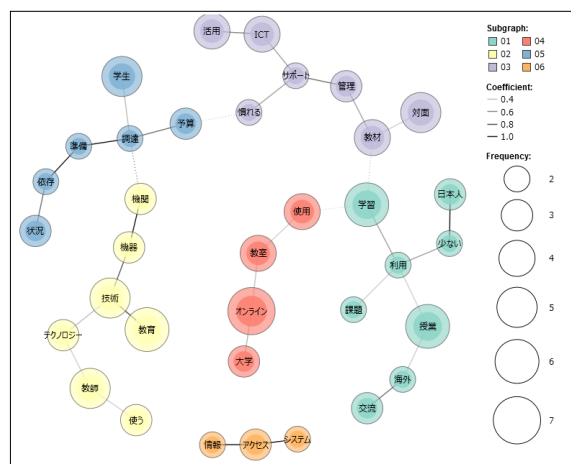 活用
ICT
サポート
管理
慣れる
教材
対面
学生
予算
調達
準備
依存
状況
機関
機器
技術
教育
テクノロジー
教師
使う
使用
教室
オンライン
大学
学習
日本人
少ない
利用
課題
授業
海外
交流
情報
アクセス
システム
Subgraph:
01 04
02 05
03 06
Coefficient:
0.4
0.6
0.8
1.0
Frequency:
2
3
4
5
6
7